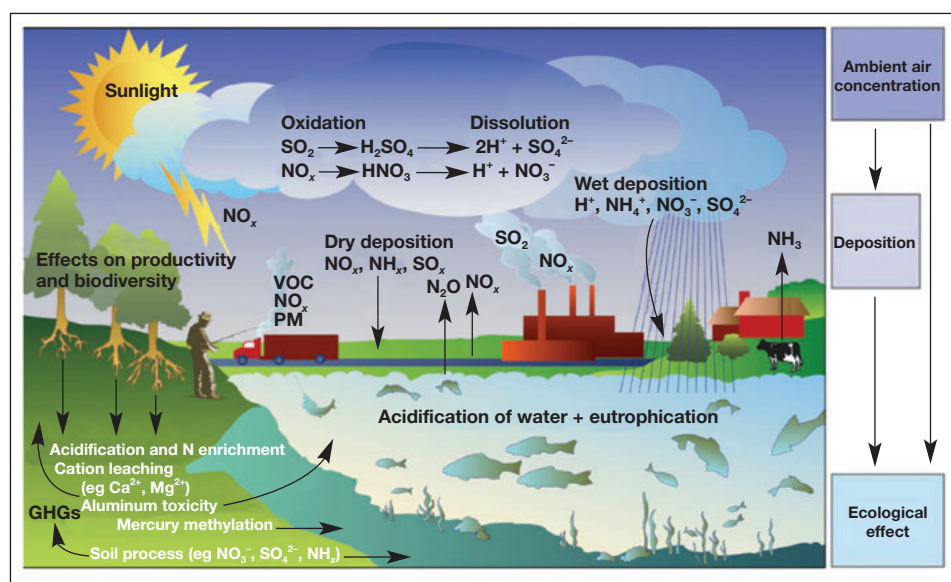 Sunlight
Oxidation
Dissolution
SO₂ → H₂SO₄ → 2H⁺ + SO₄²⁻
NOₓ → HNO₃ → H⁺ + NO₃⁻
NOₓ
Wet deposition
H⁺, NH₄⁺, NO₃⁻, SO₄²⁻
Effects on productivity
and biodiversity
VOC
NOₓ
PM
Dry deposition
NOₓ, NHₓ, SOₓ
N₂O
NOₓ
SO₂
NOₓ
NH₃
Acidification of water + eutrophication
Acidification and N enrichment
Cation leaching
(eg Ca²⁺, Mg²⁺)
Aluminum toxicity
GHGs
Mercury methylation
Soil process (eg NO₃⁻, SO₄²⁻, NHₓ)
Ambient air
concentration
Deposition
Ecological
effect